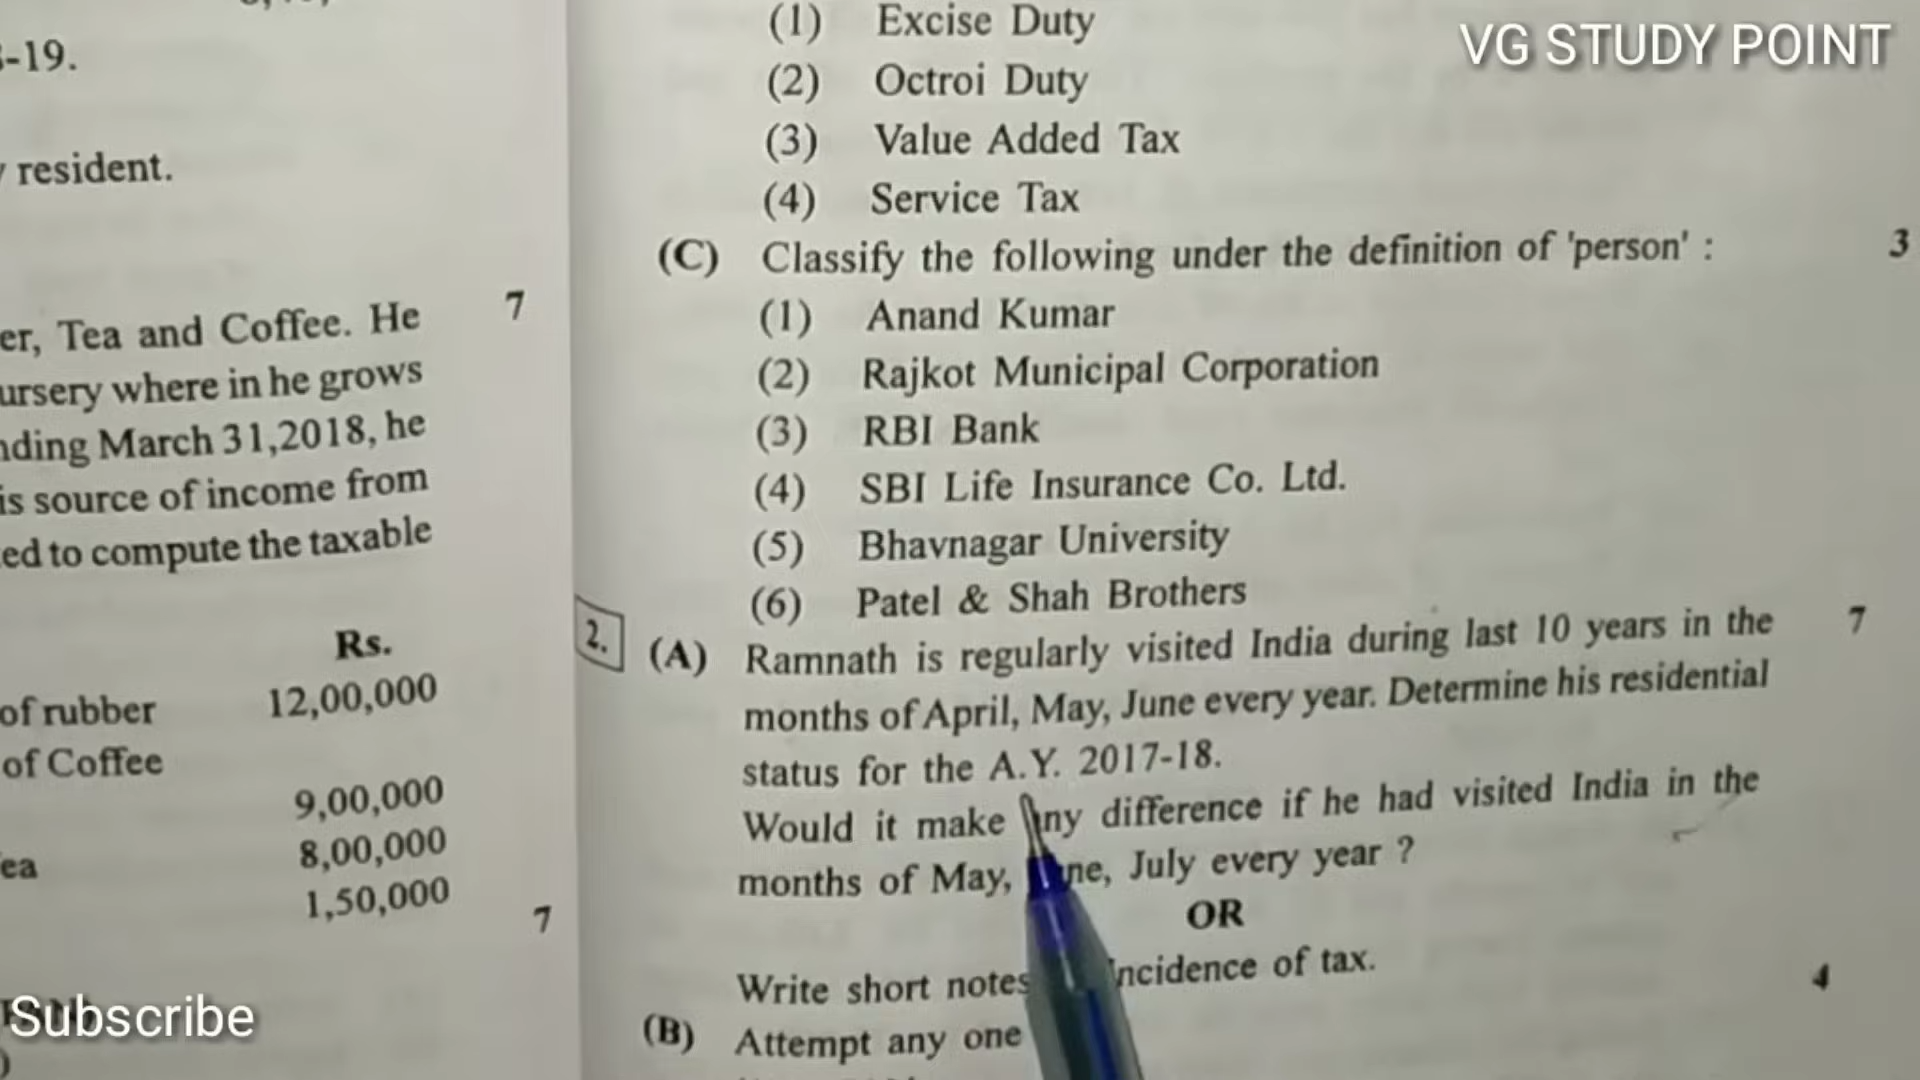 -19.
resident.
7
er, Tea and Coffee. He
ursery where in he grows
nding March 31,2018, he
is source of income from
ed to compute the taxable
Rs.
of rubber 12,00,000
of Coffee
9,00,000
ea 8,00,000
1,50,000
7
Subscribe
VG STUDY POINT
(1) Excise Duty
(2) Octroi Duty
(3) Value Added Tax
(4) Service Tax
(C) Classify the following under the definition of 'person' : 3
(1) Anand Kumar
(2) Rajkot Municipal Corporation
(3) RBI Bank
(4) SBI Life Insurance Co. Ltd.
(5) Bhavnagar University
(6) Patel & Shah Brothers
2. (A) Ramnath is regularly visited India during last 10 years in the 7
months of April, May, June every year. Determine his residential
status for the A.Y. 2017-18.
Would it make any difference if he had visited India in the
months of May, June, July every year ?
OR
Write short notes incidence of tax.
4
(B) Attempt any one